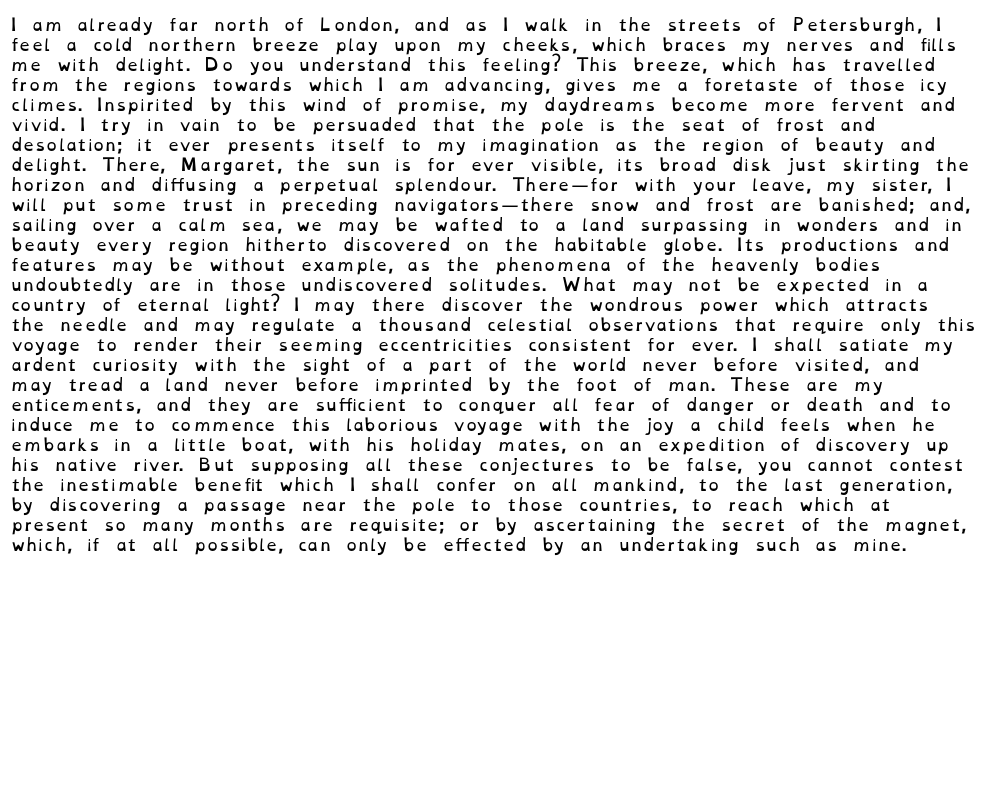 I am already far north of London, and as I walk in the streets of Petersburgh, I
feel a cold northern breeze play upon my cheeks, which braces my nerves and fills
me with delight. Do you understand this feeling? This breeze, which has travelled
from the regions towards which I am advancing, gives me a foretaste of those icy
climes. Inspirited by this wind of promise, my daydreams become more fervent and
vivid. I try in vain to be persuaded that the pole is the seat of frost and
desolation; it ever presents itself to my imagination as the region of beauty and
delight. There, Margaret, the sun is for ever visible, its broad disk just skirting the
horizon and diffusing a perpetual splendour. There—for with your leave, my sister, I
will put some trust in preceding navigators—there snow and frost are banished; and,
sailing over a calm sea, we may be wafted to a land surpassing in wonders and in
beauty every region hitherto discovered on the habitable globe. Its productions and
features may be without example, as the phenomena of the heavenly bodies
undoubtedly are in those undiscovered solitudes. What may not be expected in a
country of eternal light? I may there discover the wondrous power which attracts
the needle and may regulate a thousand celestial observations that require only this
voyage to render their seeming eccentricities consistent for ever. I shall satiate my
ardent curiosity with the sight of a part of the world never before visited, and
may tread a land never before imprinted by the foot of man. These are my
enticements, and they are sufficient to conquer all fear of danger or death and to
induce me to commence this laborious voyage with the joy a child feels when he
embarks in a little boat, with his holiday mates, on an expedition of discovery up
his native river. But supposing all these conjectures to be false, you cannot contest
the inestimable benefit which I shall confer on all mankind, to the last generation,
by discovering a passage near the pole to those countries, to reach which at
present so many months are requisite; or by ascertaining the secret of the magnet,
which, if at all possible, can only be effected by an undertaking such as mine.